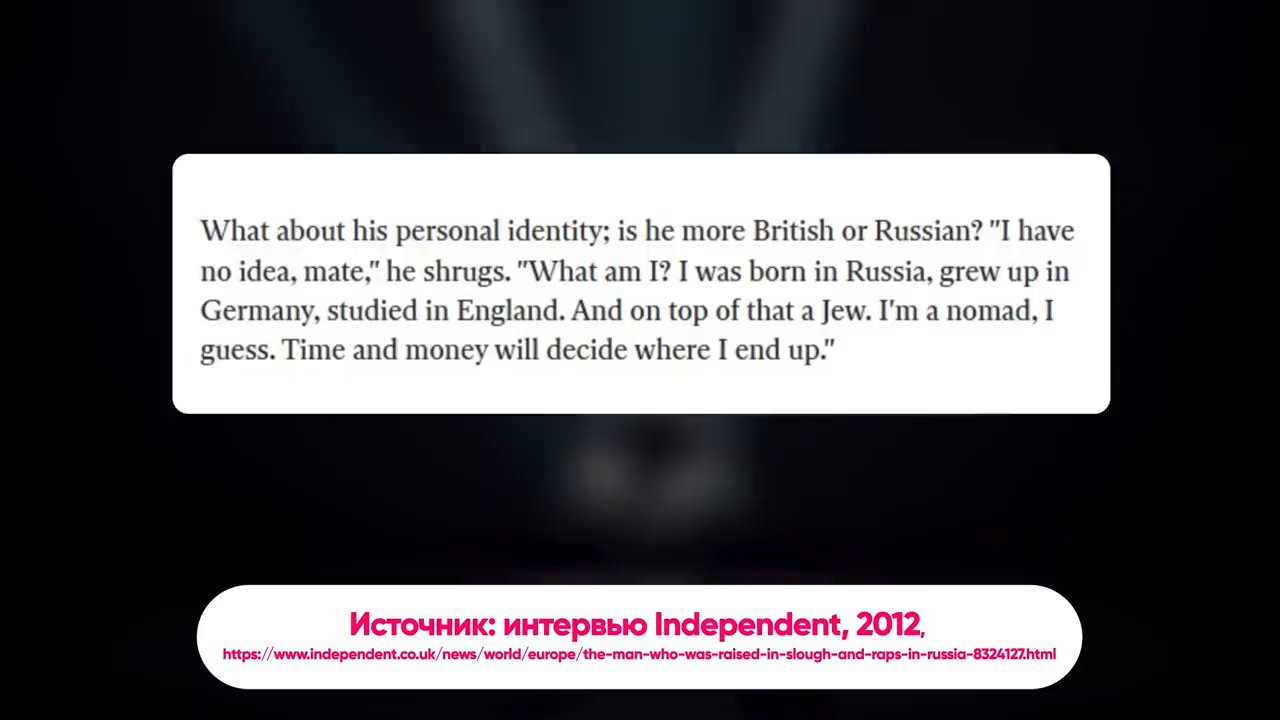 What about his personal identity; is he more British or Russian? "I have
no idea, mate," he shrugs. "What am I? I was born in Russia, grew up in
Germany, studied in England. And on top of that a Jew. I'm a nomad, I
guess. Time and money will decide where I end up."
Источник: интервью Independent, 2012,
https://www.independent.co.uk/news/world/europe/the-man-who-was-raised-in-slough-and-raps-in-russia-8324127.html